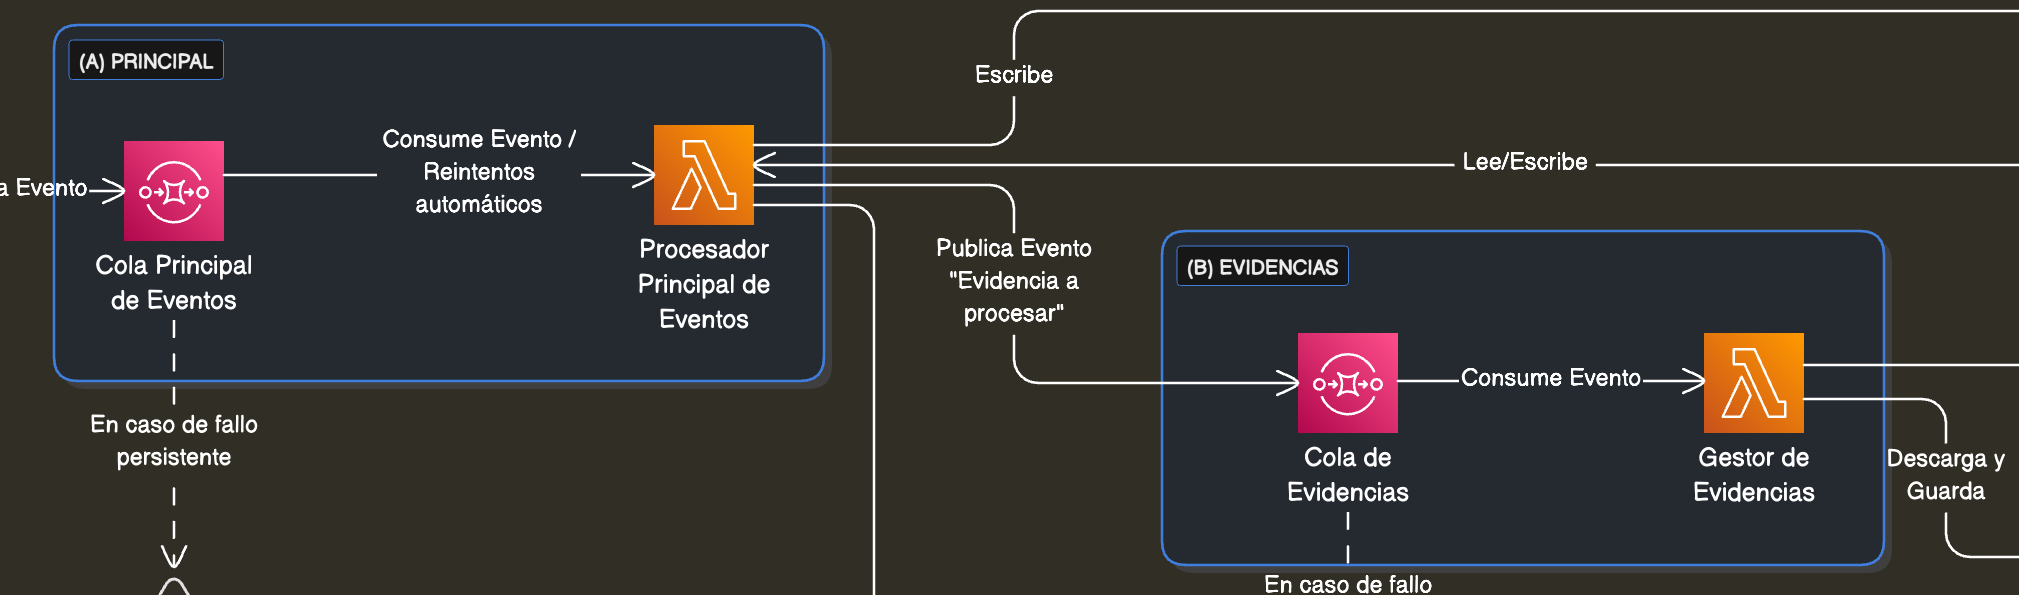 (A) PRINCIPAL
Escribe
Consume Evento /
Reintentos
automáticos
Lee/Escribe
a Evento
Cola Principal
de Eventos
Procesador
Principal de
Eventos
Publica Evento
"Evidencia a
procesar"
(B) EVIDENCIAS
Consume Evento
En caso de fallo
persistente
Cola de
Evidencias
Gestor de
Evidencias
Descarga y
Guarda
En caso de fallo